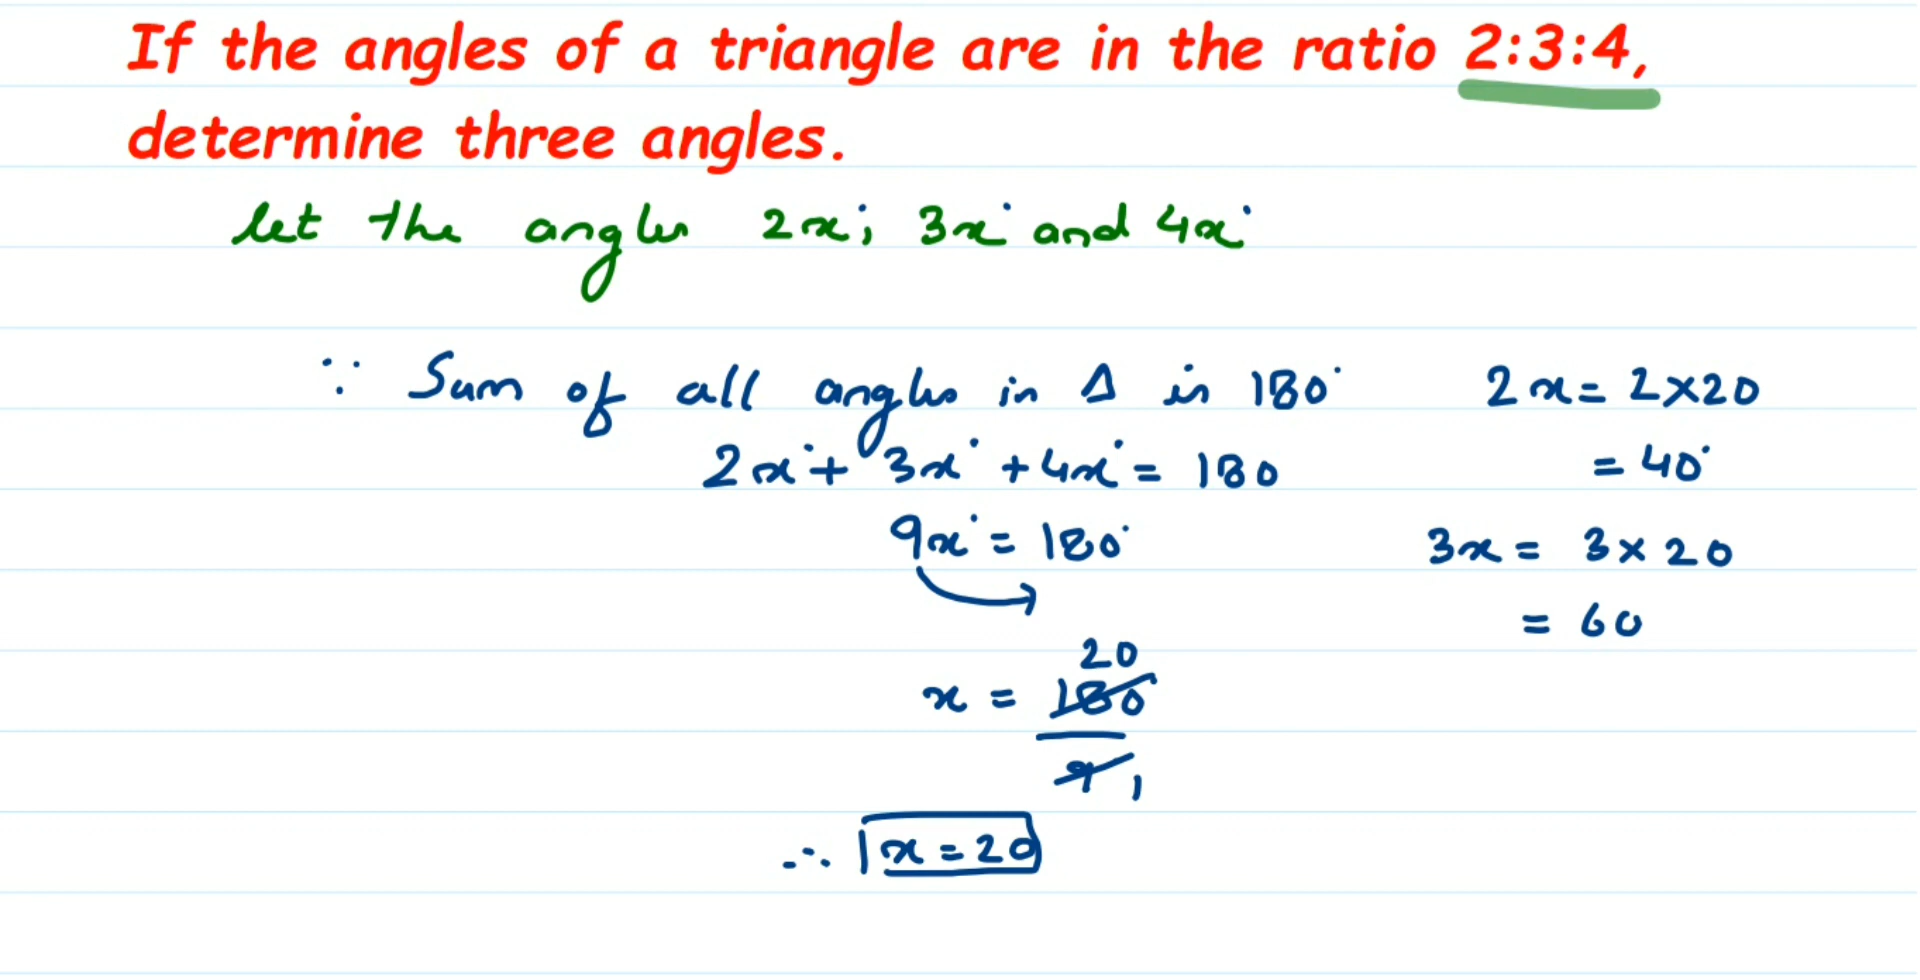 If the angles of a triangle are in the ratio 2:3:4,
determine three angles.
let the angles 2x°; 3x° and 4x°
∵ Sum of all angles in Δ is 180°
2x° + 3x° + 4x° = 180
9x° = 180°
20
x = 180°
9 1
∴ x = 20
2x = 2×20
= 40°
3x = 3×20
= 60